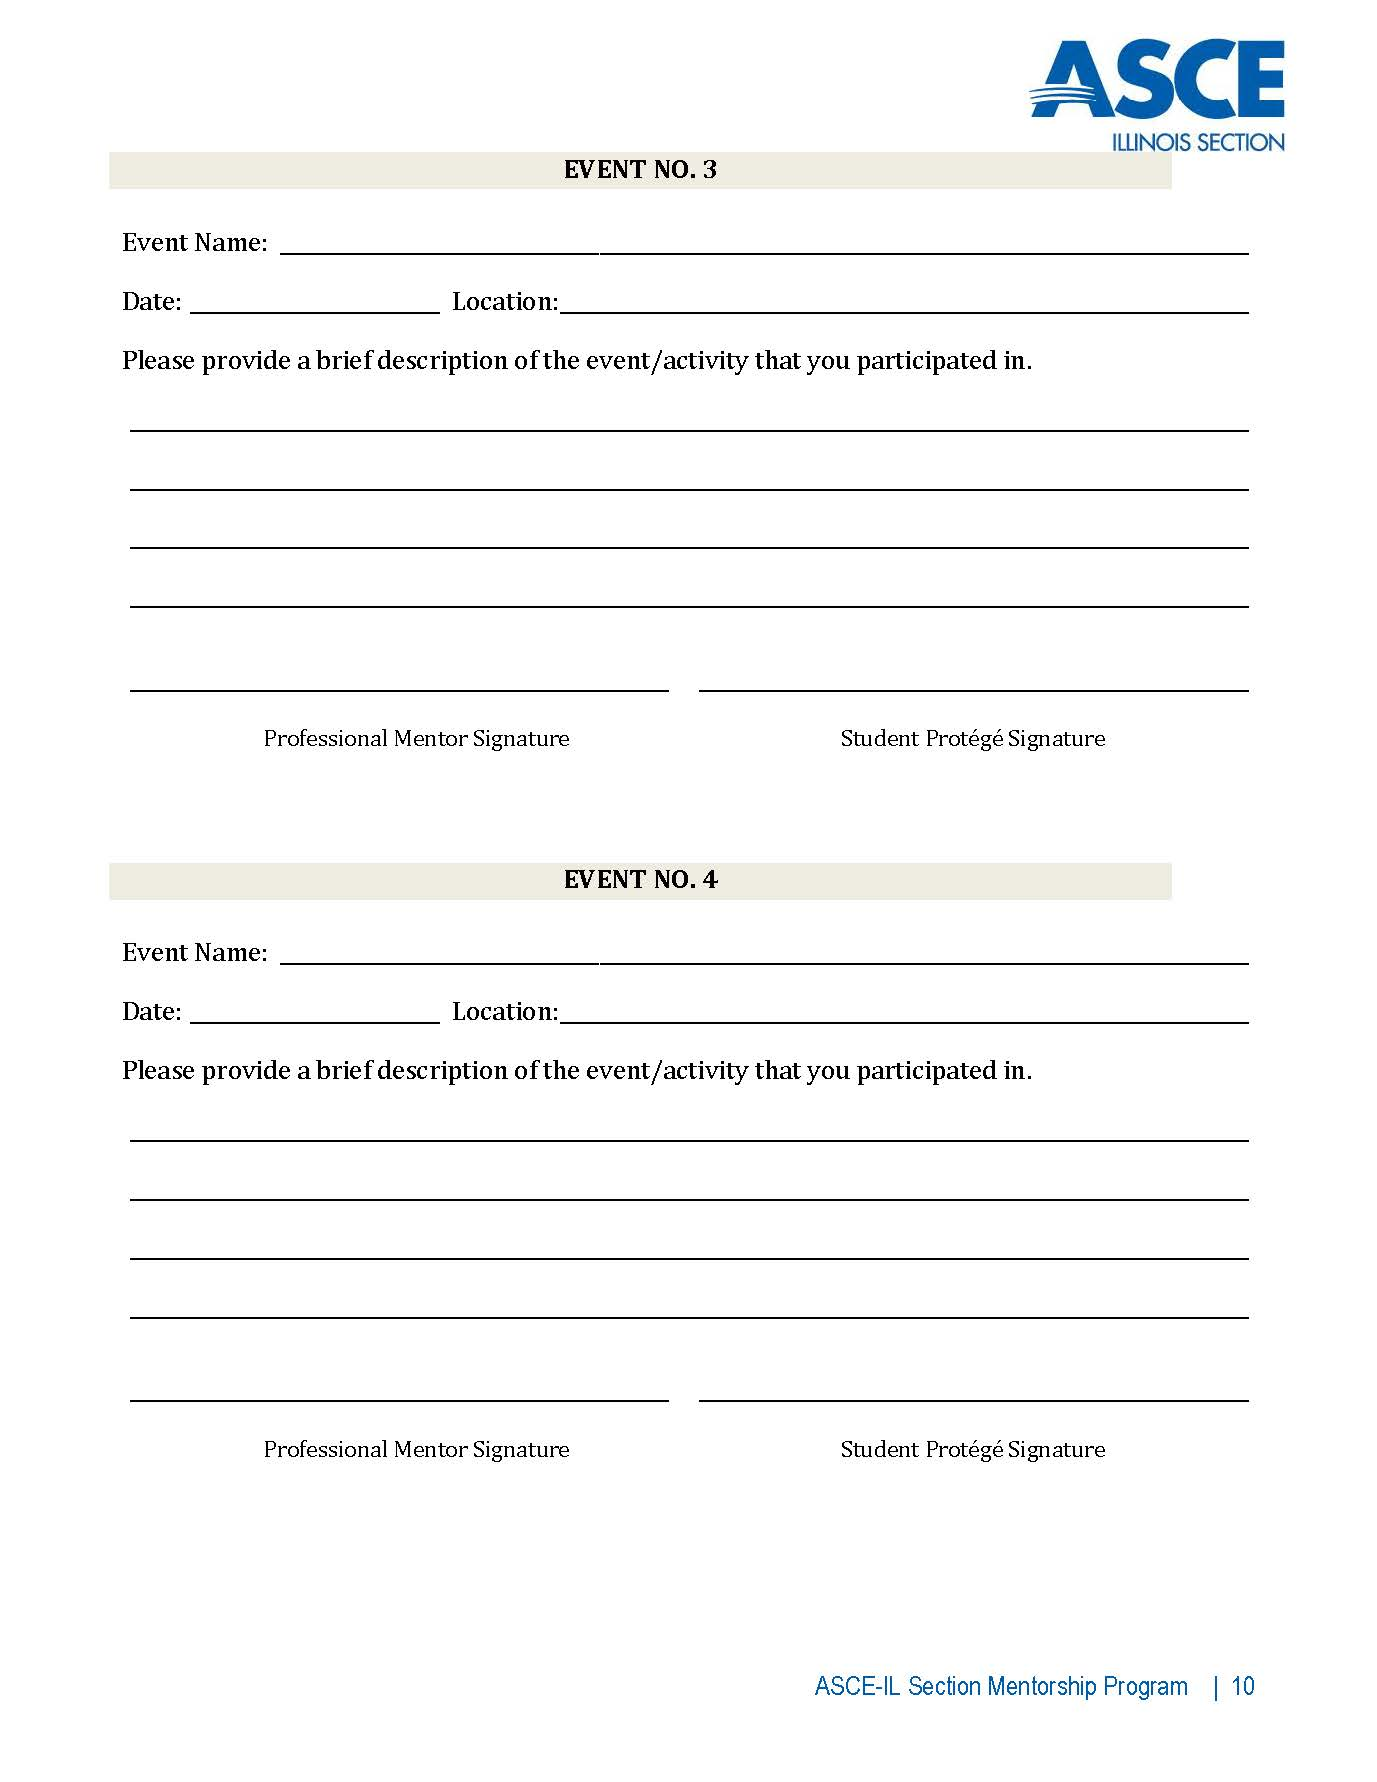 ASCE
ILLINOIS SECTION
EVENT NO. 3
Event Name:
Date: Location:
Please provide a brief description of the event/activity that you participated in.
Professional Mentor Signature Student Protégé Signature
EVENT NO. 4
Event Name:
Date: Location:
Please provide a brief description of the event/activity that you participated in.
Professional Mentor Signature Student Protégé Signature
ASCE-IL Section Mentorship Program | 10